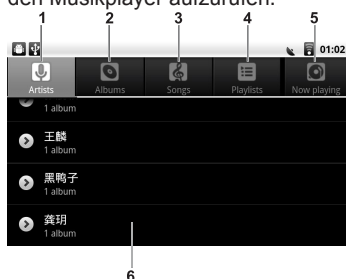 den Musikplayer aufzurufen:
1 2 3 4 5
01:02
Artists Albums Songs Playlists Now playing
1 album
王麟
1 album
黑鸭子
1 album
龚玥
1 album
6